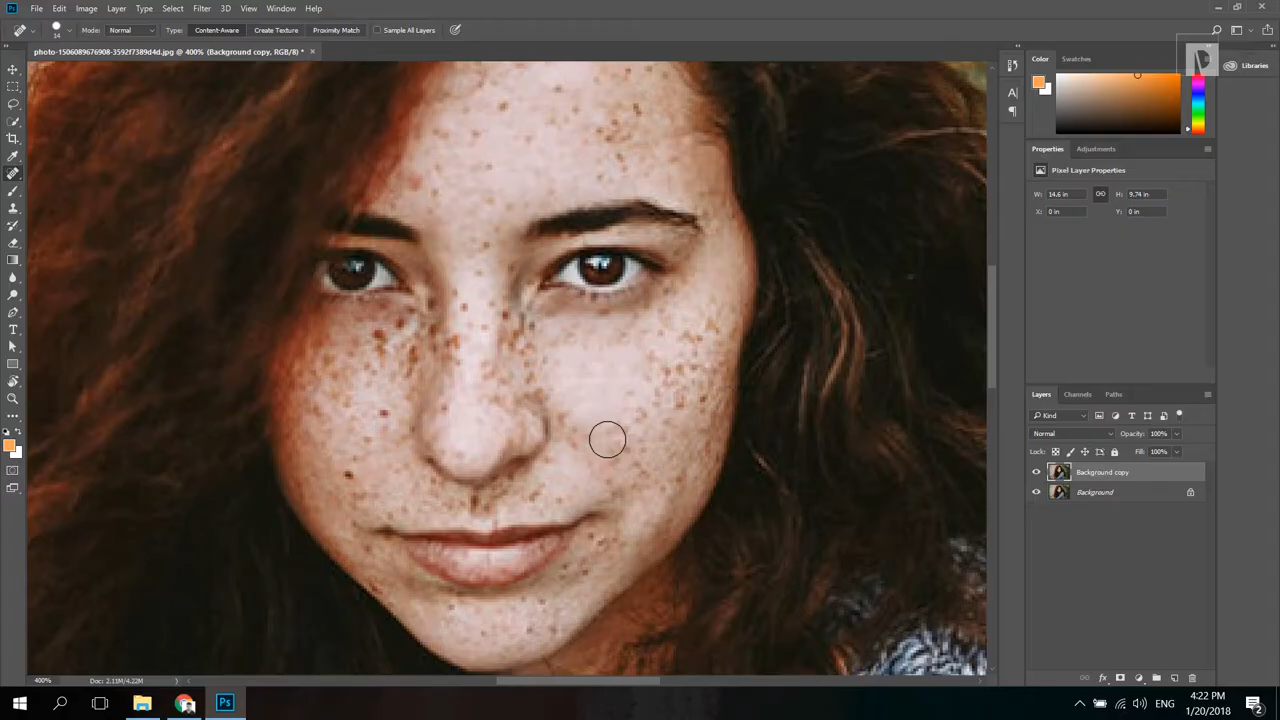 Ps File Edit Image Layer Type Select Filter 3D View Window Help
14 Mode: Normal Type: Content-Aware Create Texture Proximity Match Sample All Layers
photo-1506089676908-3592f7389d4d.jpg @ 400% (Background copy, RGB/8) *
Color Swatches
Libraries
Properties Adjustments
Pixel Layer Properties
W: 14.6 in H: 9.74 in
X: 0 in Y: 0 in
Layers Channels Paths
Kind
Normal Opacity: 100%
Lock: Fill: 100%
Background copy
Background
400% Doc: 2.11M/4.22M
Ps ENG 4:22 PM
1/20/2018 2